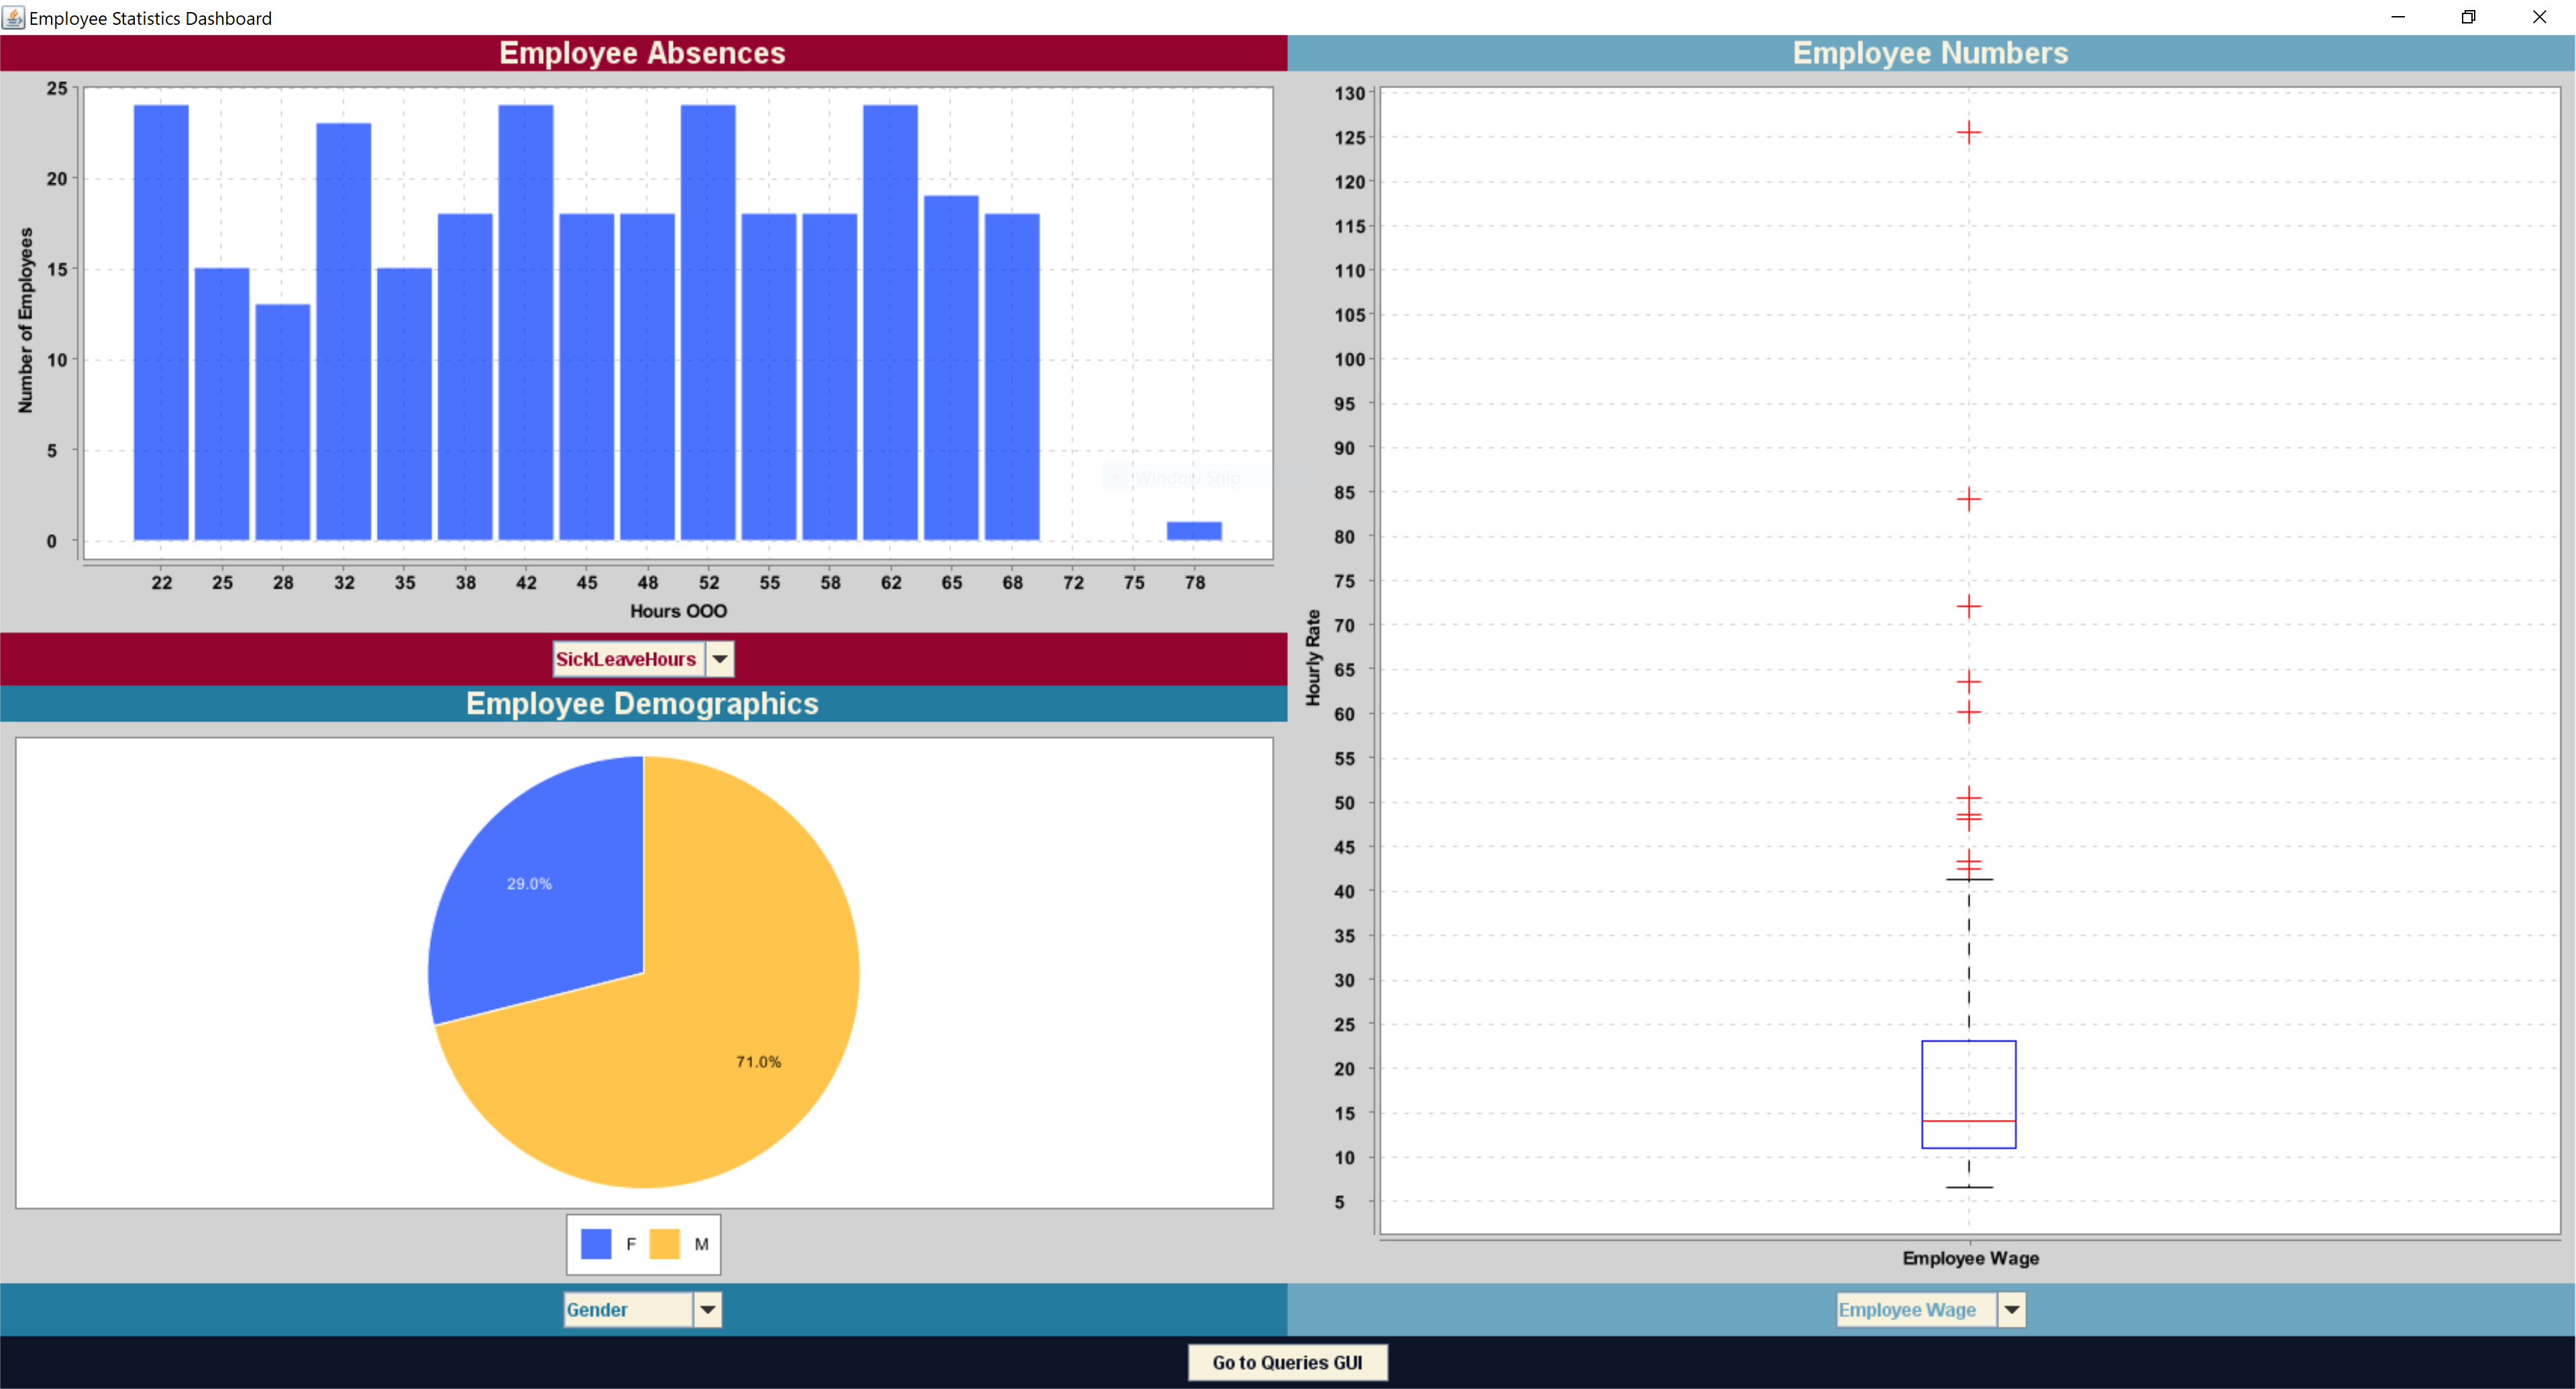 Employee Statistics Dashboard
Employee Absences
25
20
15
10
5
0
Number of Employees
22 25 28 32 35 38 42 45 48 52 55 58 62 65 68 72 75 78
Hours OOO
Window Snip
SickLeaveHours
Employee Demographics
29.0%
71.0%
F M
Gender
Employee Numbers
130
125
120
115
110
105
100
95
90
85
80
75
70
65
60
55
50
45
40
35
30
25
20
15
10
5
Hourly Rate
Employee Wage
Employee Wage
Go to Queries GUI